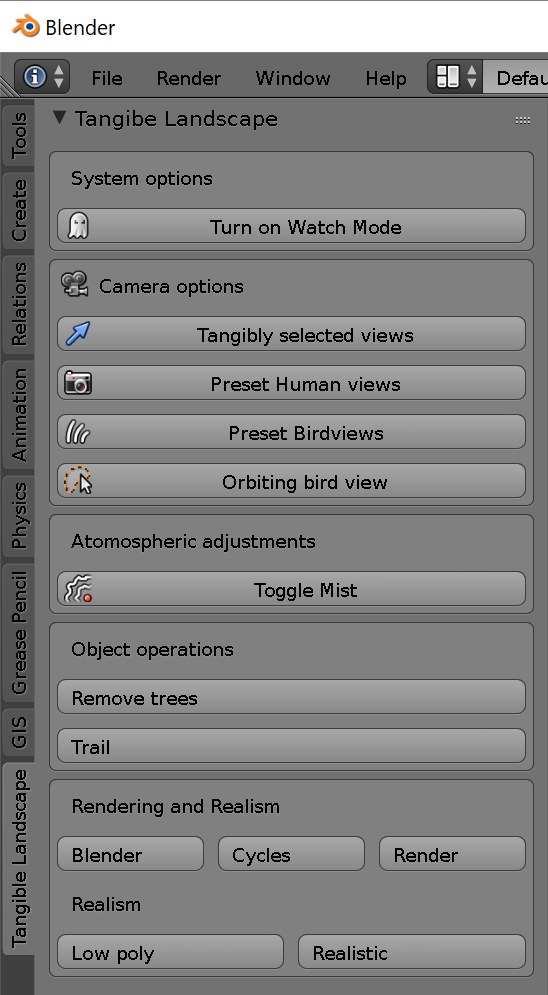 Blender
File Render Window Help Defau
Tangibe Landscape
System options
Turn on Watch Mode
Camera options
Tangibly selected views
Preset Human views
Preset Birdviews
Orbiting bird view
Atomospheric adjustments
Toggle Mist
Object operations
Remove trees
Trail
Rendering and Realism
Blender Cycles Render
Realism
Low poly Realistic
Tools
Create
Relations
Animation
Physics
Grease Pencil
GIS
Tangible Landscape